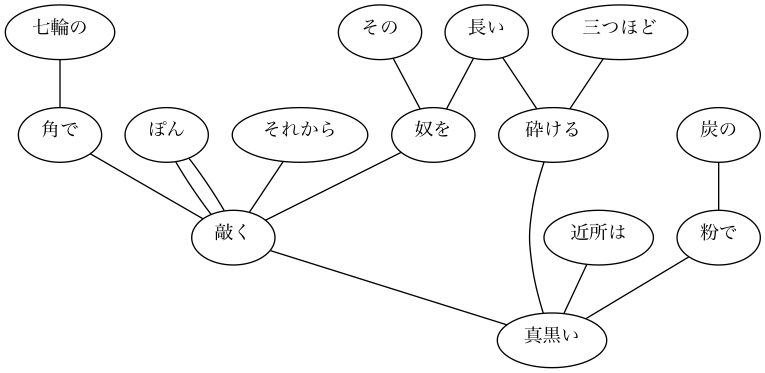 七輪の
その
長い
三つほど
角で
ぽん
それから
奴を
砕ける
炭の
敲く
近所は
粉で
真黒い